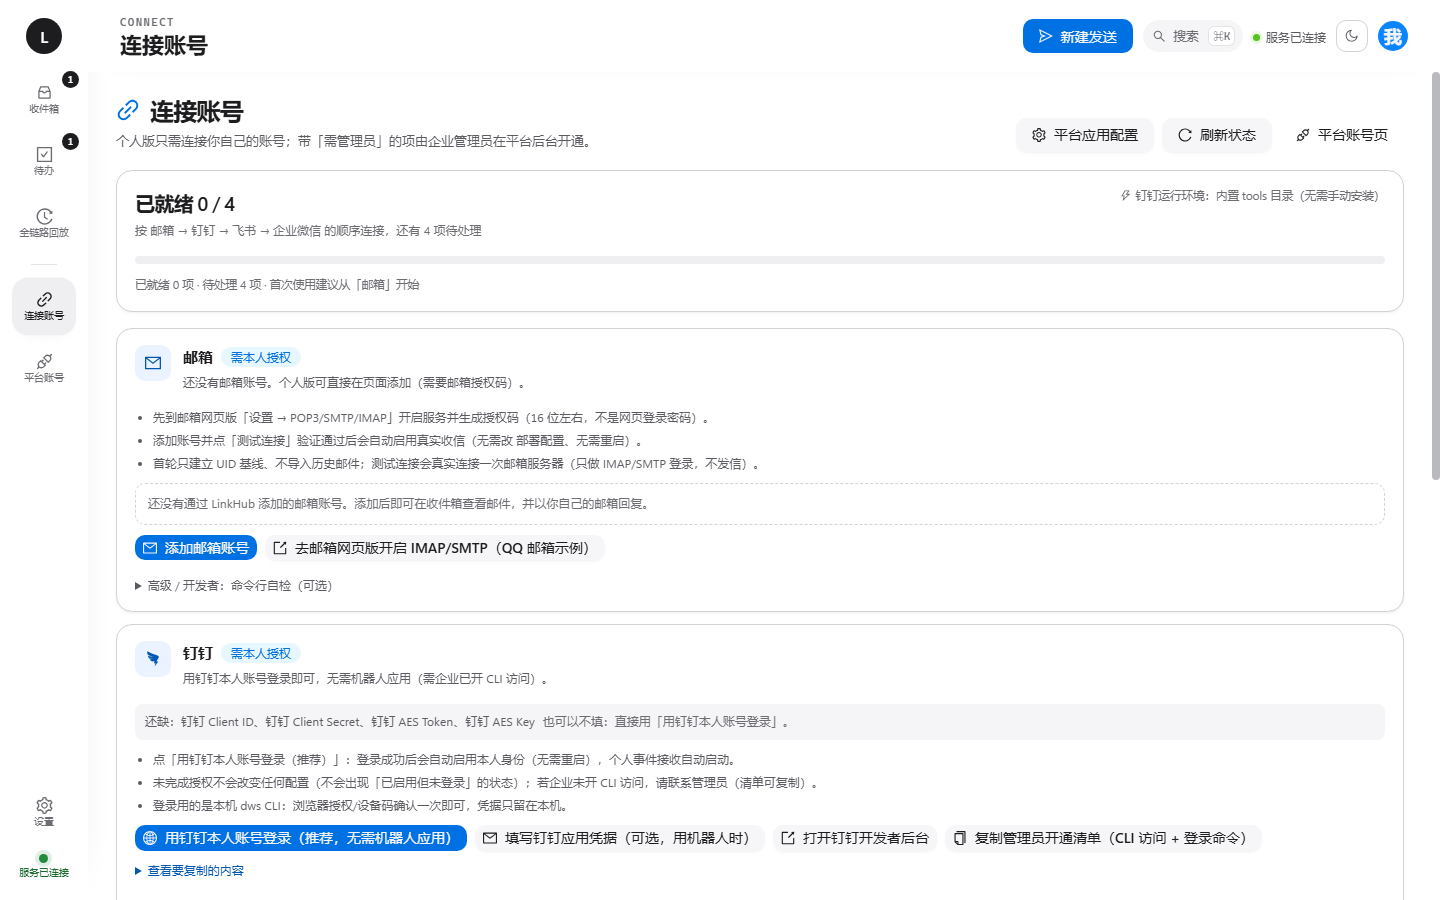 L
CONNECT
连接账号
新建发送
搜索 ⌘K
服务已连接
我
1
收件箱
1
待办
全链路回放
连接账号
平台账号
设置
服务已连接
连接账号
个人版只需连接你自己的账号；带「需管理员」的项由企业管理员在平台后台开通。
平台应用配置
刷新状态
平台账号页
已就绪 0 / 4
钉钉运行环境：内置 tools 目录（无需手动安装）
按 邮箱 → 钉钉 → 飞书 → 企业微信 的顺序连接，还有 4 项待处理
已就绪 0 项 · 待处理 4 项 · 首次使用建议从「邮箱」开始
邮箱 需本人授权
还没有邮箱账号。个人版可直接在页面添加（需要邮箱授权码）。
• 先到邮箱网页版「设置 → POP3/SMTP/IMAP」开启服务并生成授权码（16 位左右，不是网页登录密码）。
• 添加账号并点「测试连接」验证通过后会自动启用真实收信（无需改 部署配置、无需重启）。
• 首轮只建立 UID 基线、不导入历史邮件；测试连接会真实连接一次邮箱服务器（只做 IMAP/SMTP 登录，不发信）。
还没有通过 LinkHub 添加的邮箱账号。添加后即可在收件箱查看邮件，并以你自己的邮箱回复。
添加邮箱账号 去邮箱网页版开启 IMAP/SMTP（QQ 邮箱示例）
▶ 高级 / 开发者：命令行自检（可选）
钉钉 需本人授权
用钉钉本人账号登录即可，无需机器人应用（需企业已开 CLI 访问）。
还缺：钉钉 Client ID、钉钉 Client Secret、钉钉 AES Token、钉钉 AES Key 也可以不填：直接用「用钉钉本人账号登录」。
• 点「用钉钉本人账号登录（推荐）」：登录成功后会自动启用本人身份（无需重启），个人事件接收自动启动。
• 未完成授权不会改变任何配置（不会出现「已启用但未登录」的状态）；若企业未开 CLI 访问，请联系管理员（清单可复制）。
• 登录用的是本机 dws CLI：浏览器授权/设备码确认一次即可，凭据只留在本机。
用钉钉本人账号登录（推荐，无需机器人应用） 填写钉钉应用凭据（可选，用机器人时） 打开钉钉开发者后台 复制管理员开通清单（CLI 访问 + 登录命令）
▶ 查看要复制的内容